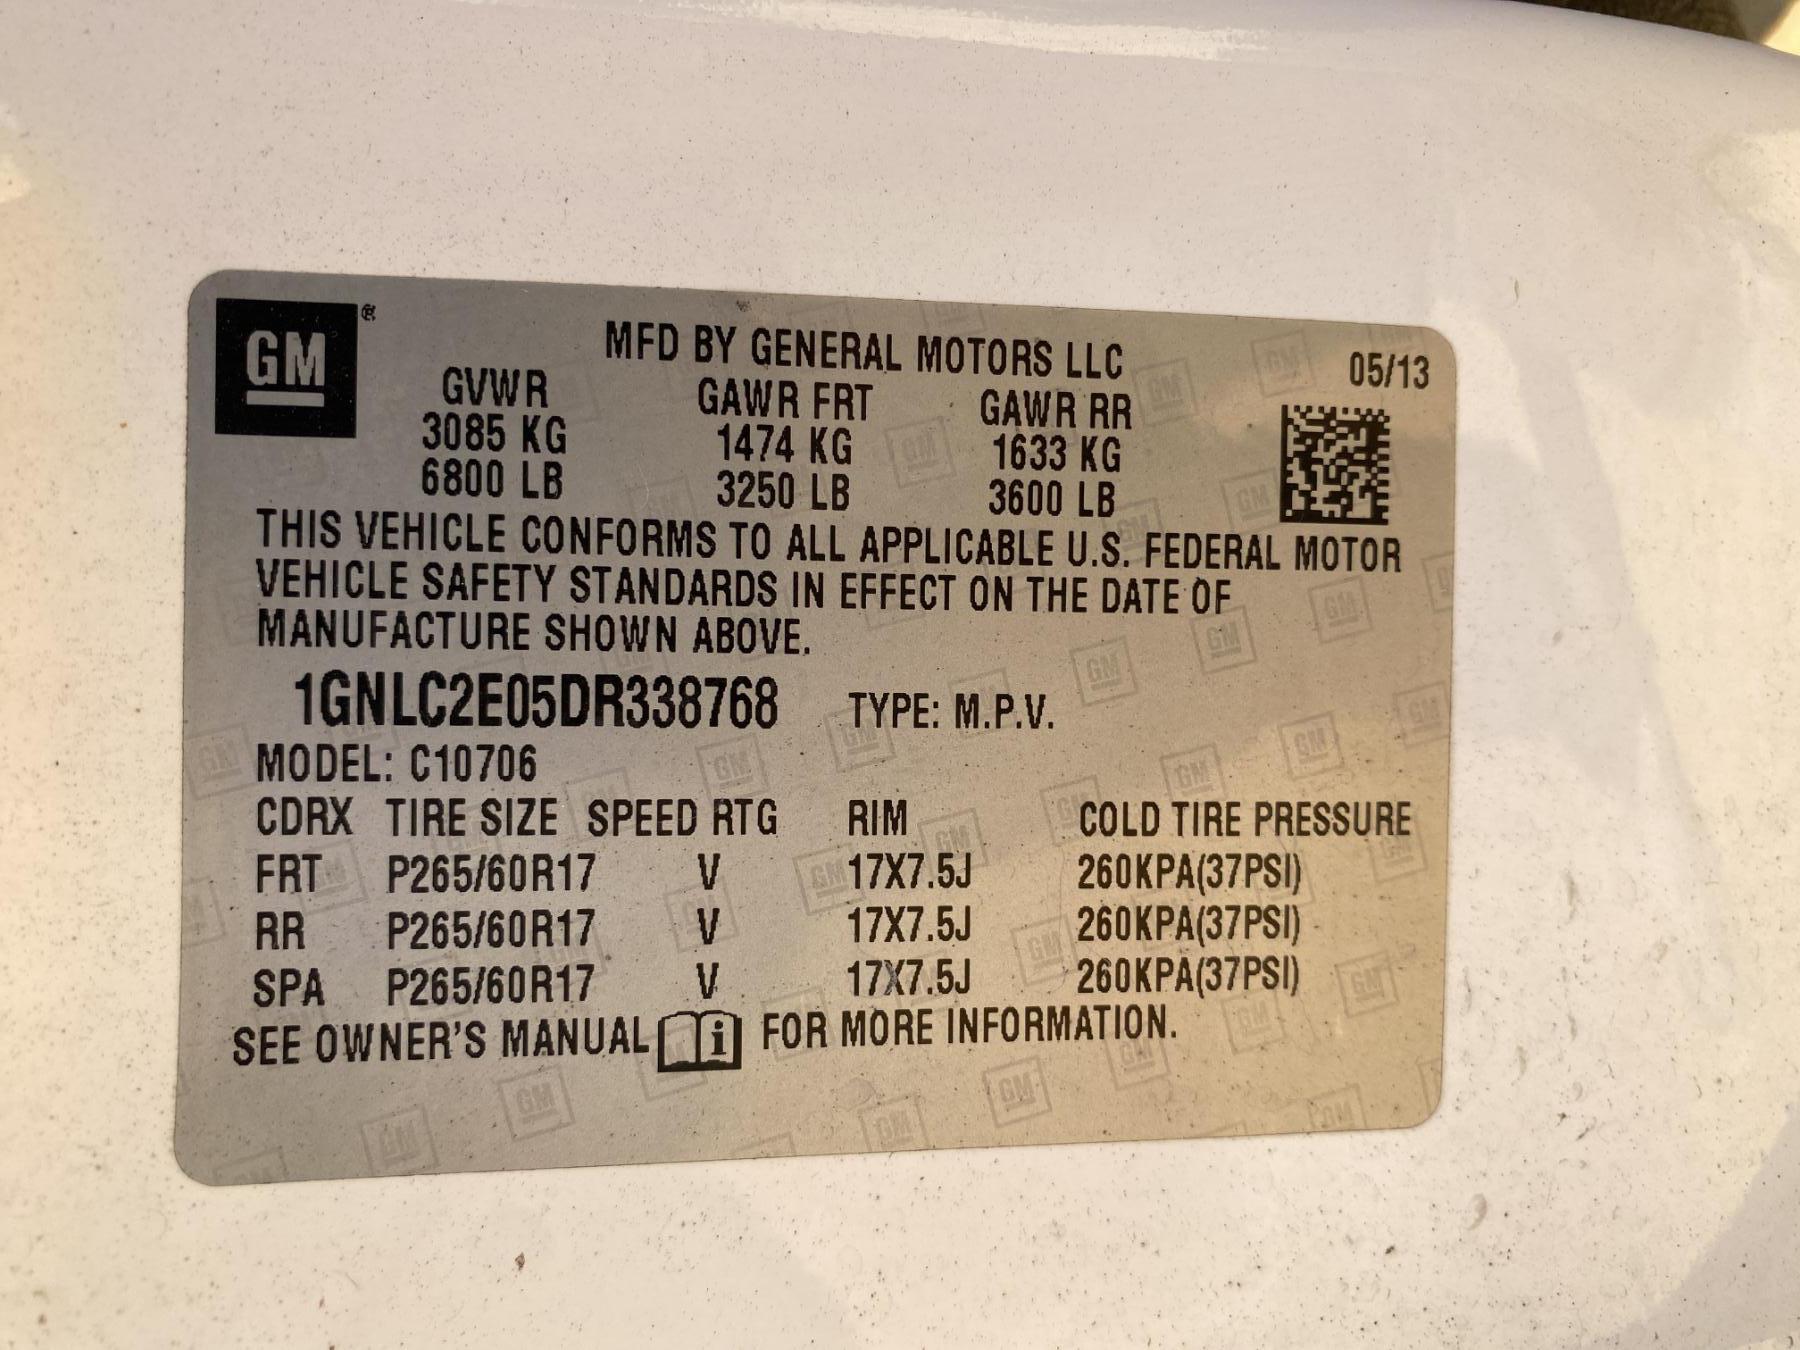 GM®
MFD BY GENERAL MOTORS LLC 05/13
GVWR GAWR FRT GAWR RR
3085 KG 1474 KG 1633 KG
6800 LB 3250 LB 3600 LB
THIS VEHICLE CONFORMS TO ALL APPLICABLE U.S. FEDERAL MOTOR
VEHICLE SAFETY STANDARDS IN EFFECT ON THE DATE OF
MANUFACTURE SHOWN ABOVE.
1GNLC2E05DR338768 TYPE: M.P.V.
MODEL: C10706
CDRX TIRE SIZE SPEED RTG RIM COLD TIRE PRESSURE
FRT P265/60R17 V 17X7.5J 260KPA(37PSI)
RR P265/60R17 V 17X7.5J 260KPA(37PSI)
SPA P265/60R17 V 17X7.5J 260KPA(37PSI)
SEE OWNER'S MANUAL i FOR MORE INFORMATION.